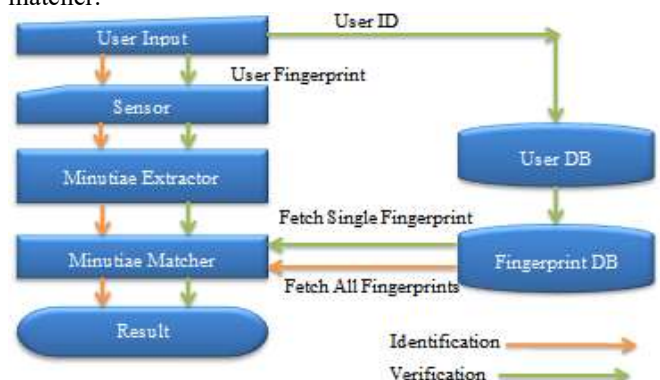 matcher.
User Input
User ID
User Fingerprint
Sensor
User DB
Minutiae Extractor
Fetch Single Fingerprint
Minutiae Matcher
Fingerprint DB
Fetch All Fingerprints
Result
Identification
Verification